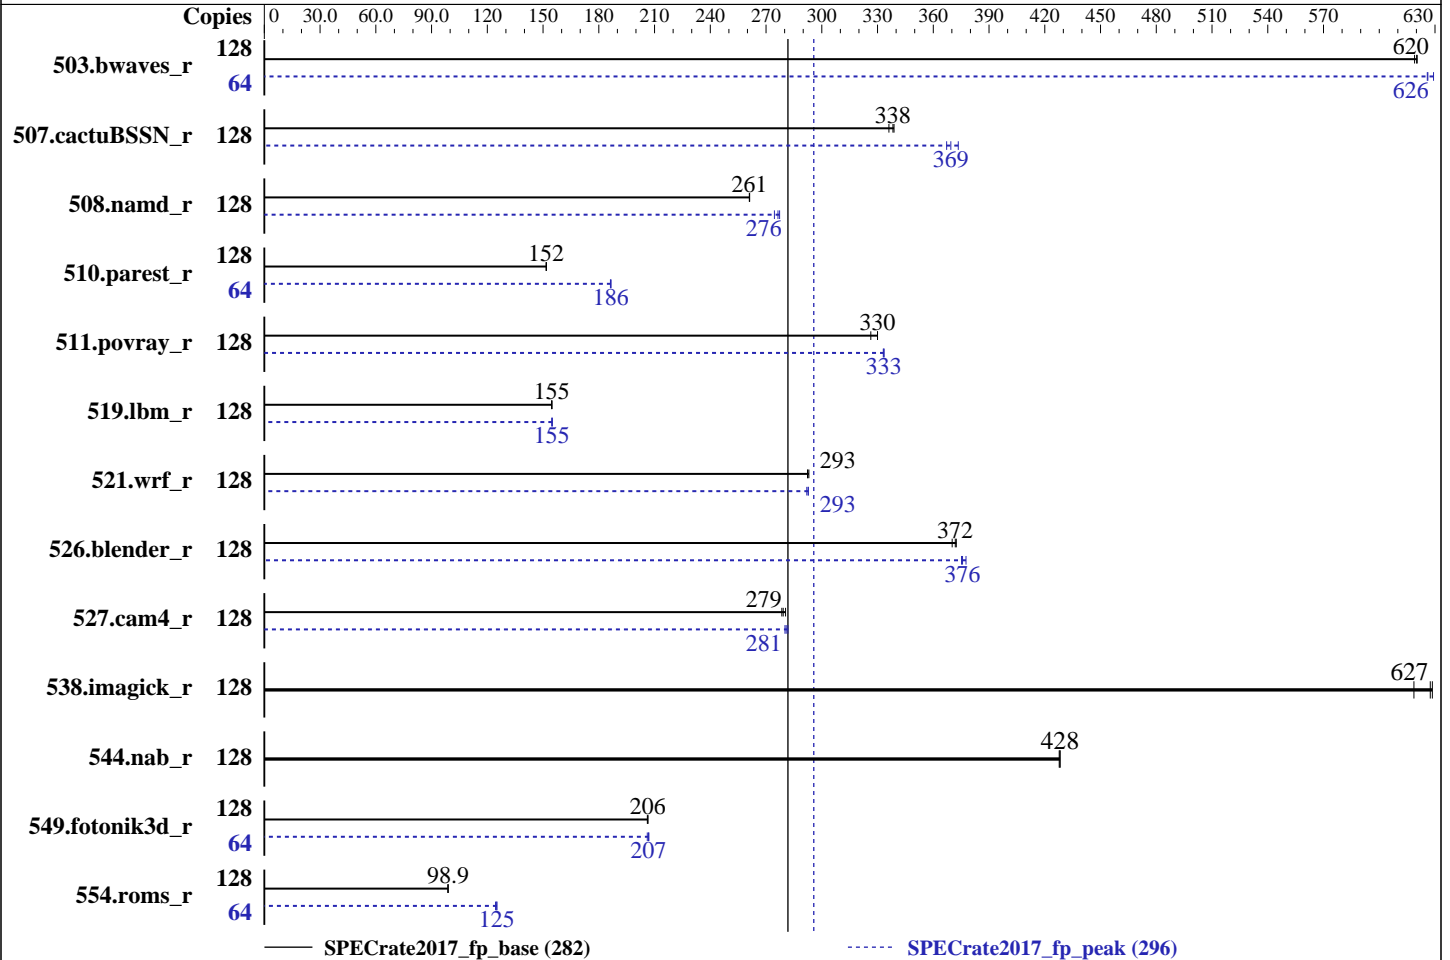 Copies 0 30.0 60.0 90.0 120 150 180 210 240 270 300 330 360 390 420 450 480 510 540 570 630
503.bwaves_r 128 620
64 626
507.cactuBSSN_r 128 338
369
508.namd_r 128 261
276
510.parest_r 128 152
64 186
511.povray_r 128 330
333
519.lbm_r 128 155
155
521.wrf_r 128 293
293
526.blender_r 128 372
376
527.cam4_r 128 279
281
538.imagick_r 128 627
544.nab_r 128 428
549.fotonik3d_r 128 206
64 207
554.roms_r 128 98.9
64 125
SPECrate2017_fp_base (282) SPECrate2017_fp_peak (296)